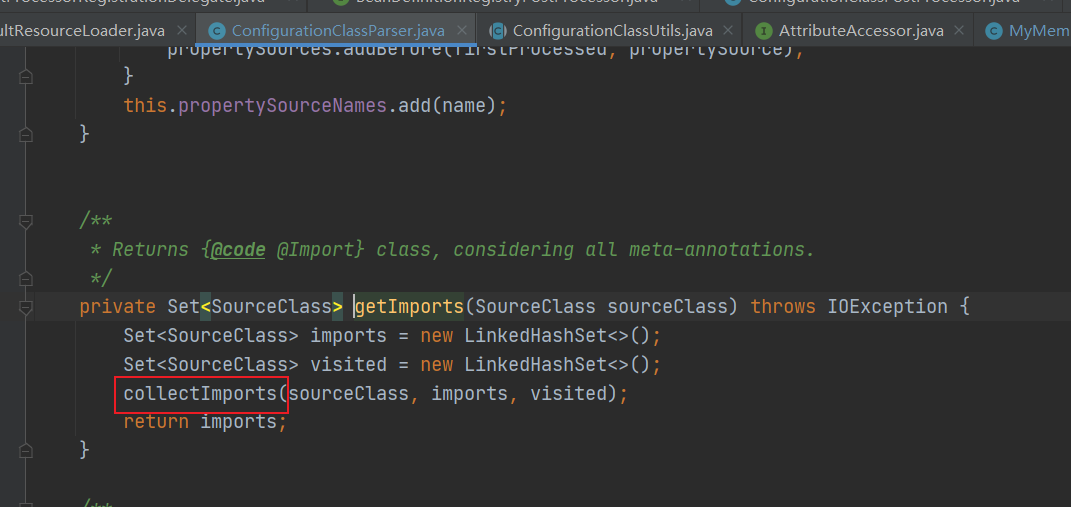 ultResourceLoader.java ConfigurationClassParser.java ConfigurationClassUtils.java AttributeAccessor.java MyMem
propertySources.addBefore(firstProcessed, propertySource);
}
this.propertySourceNames.add(name);
}
/**
* Returns {@code @Import} class, considering all meta-annotations.
*/
private Set<SourceClass> getImports(SourceClass sourceClass) throws IOException {
Set<SourceClass> imports = new LinkedHashSet<>();
Set<SourceClass> visited = new LinkedHashSet<>();
collectImports(sourceClass, imports, visited);
return imports;
}
/**